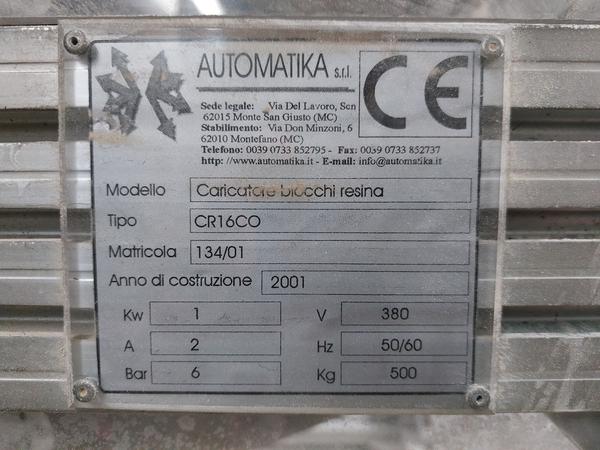 AUTOMATIKA s.r.l.
CE
Sede legale: Via Del Lavoro, Scn
62015 Monte San Giusto (MC)
Stabilimento: Via Don Minzoni, 6
62010 Montefano (MC)
Telefono: 0039 0733 852795 - Fax: 0039 0733 852737
http: //www.automatika.it - E-mail: info@automatika.it
Modello Caricatore blocchi resina
Tipo CR16CO
Matricola 134/01
Anno di costruzione 2001
Kw 1 V 380
A 2 Hz 50/60
Bar 6 Kg 500